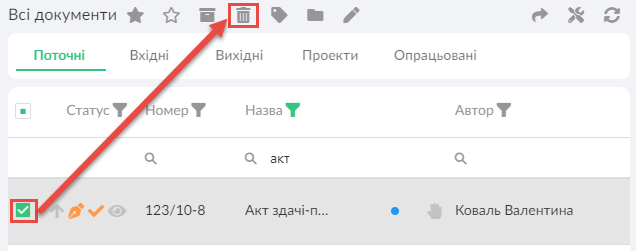 Всі документи
Поточні Вхідні Вихідні Проекти Опрацьовані
Статус Номер Назва Автор
акт
123/10-8 Акт здачі-п... Коваль Валентина